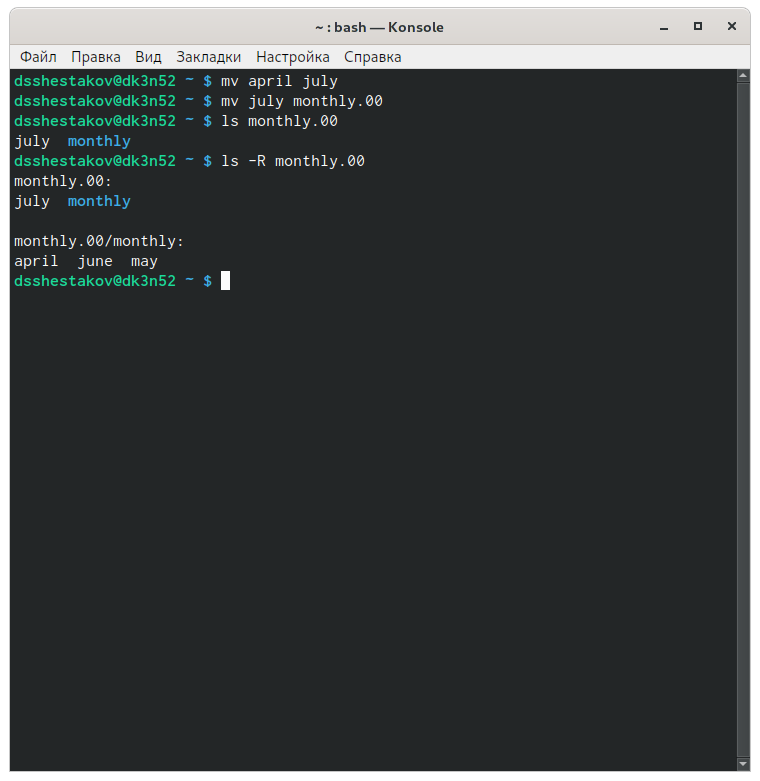 ~ : bash — Konsole
Файл Правка Вид Закладки Настройка Справка
dsshestakov@dk3n52 ~ $ mv april july
dsshestakov@dk3n52 ~ $ mv july monthly.00
dsshestakov@dk3n52 ~ $ ls monthly.00
july  monthly
dsshestakov@dk3n52 ~ $ ls -R monthly.00
monthly.00:
july  monthly

monthly.00/monthly:
april  june  may
dsshestakov@dk3n52 ~ $